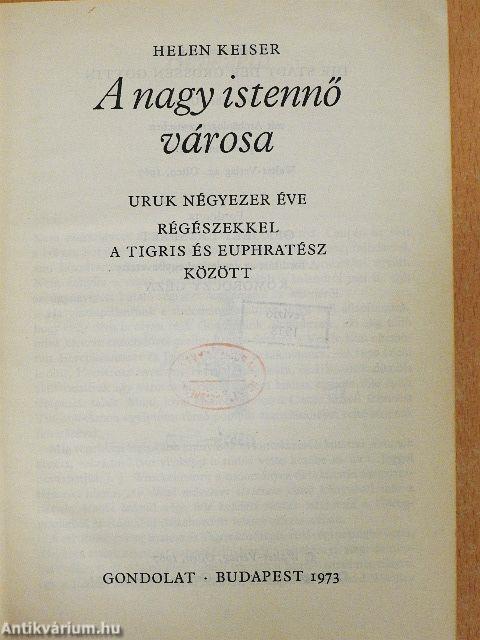 HELEN KEISER
A nagy istennő
városa
URUK NÉGYEZER ÉVE
RÉGÉSZEKKEL
A TIGRIS ÉS EUPHRATÉSZ
KÖZÖTT
GONDOLAT · BUDAPEST 1973
Antikvárium.hu